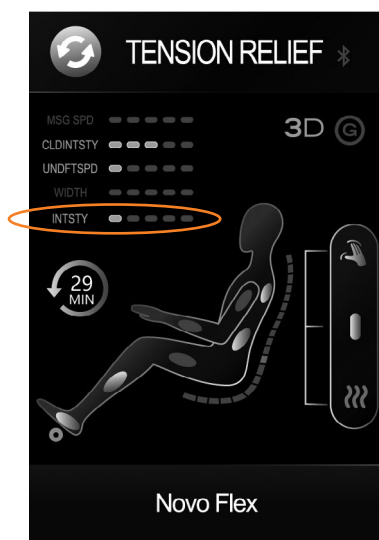 TENSION RELIEF
MSG SPD
3D G
CLDINTSTY
UNDFTSPD
WIDTH
INTSTY
29
MIN
Novo Flex